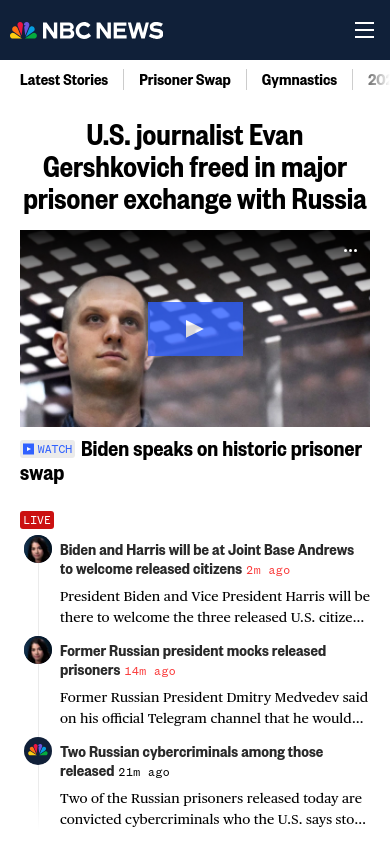 NBC NEWS
Latest Stories
Prisoner Swap
Gymnastics
U.S. journalist Evan
Gershkovich freed in major
prisoner exchange with Russia
WATCH Biden speaks on historic prisoner
swap
LIVE
Biden and Harris will be at Joint Base Andrews
to welcome released citizens 2m ago
President Biden and Vice President Harris will be
there to welcome the three released U.S. citize...
Former Russian president mocks released
prisoners 14m ago
Former Russian President Dmitry Medvedev said
on his official Telegram channel that he would...
Two Russian cybercriminals among those
released 21m ago
Two of the Russian prisoners released today are
convicted cybercriminals who the U.S. says sto...